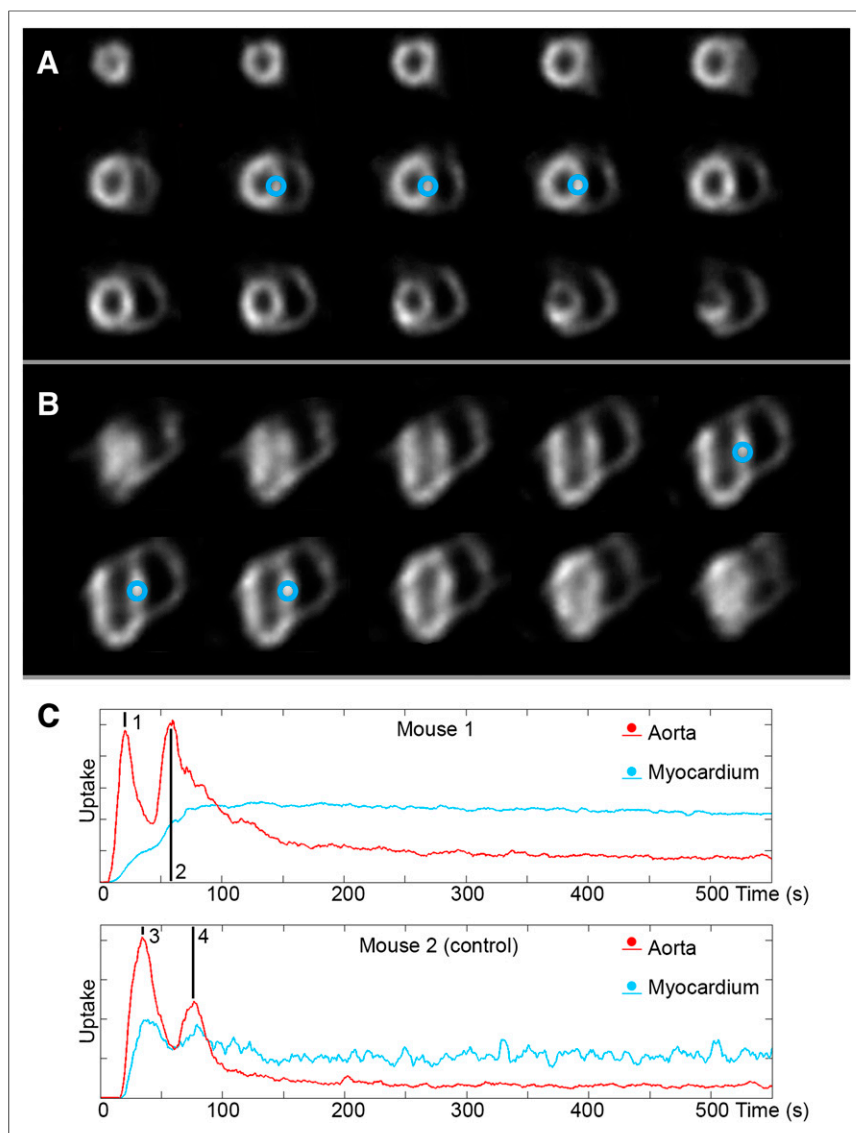 A
B
C
Mouse 1
Aorta
Myocardium
Uptake
1
2
0 100 200 300 400 500 Time (s)
Mouse 2 (control)
Aorta
Myocardium
Uptake
3
4
0 100 200 300 400 500 Time (s)